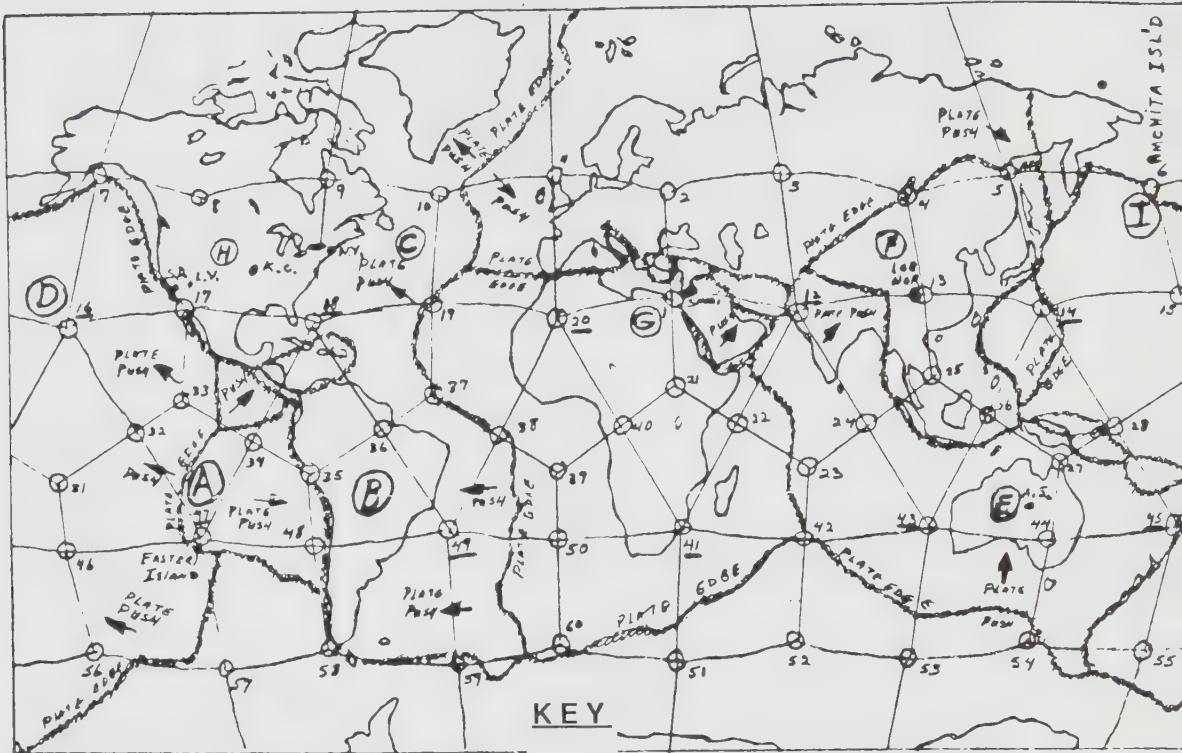 AMCHITA ISL'D
PLATE EDGE
PLATE
PUSH
PLATE
PUSH
PUSH
7
8
9
10
2
3
4
5
6
I
PLATE EDGE
H
K.C.
NY
C
PLATE EDGE
F
LOB
NOR
L.V.
D
PLATE
PUSH
PLATE
EDGE
G
PUSH
PLATE PUSH
16
17
18
19
20
12
13
14
15
PLATE
EDGE
PLATE
PUSH
PUSH
33
37
21
25
26
32
34
36
38
40
22
24
28
31
PUSH
PLATE EDGE
A
35
B
39
23
27
E
A.S.
PLATE
PUSH
PUSH
PLATE EDGE
46
47
48
49
50
41
42
43
44
45
EASTER
ISLAND
PLATE
PUSH
PLATE
PUSH
PLATE EDGE
PLATE EDGE
PLATE
PUSH
56
57
58
59
60
51
52
53
54
55
PLATE EDGE
KEY